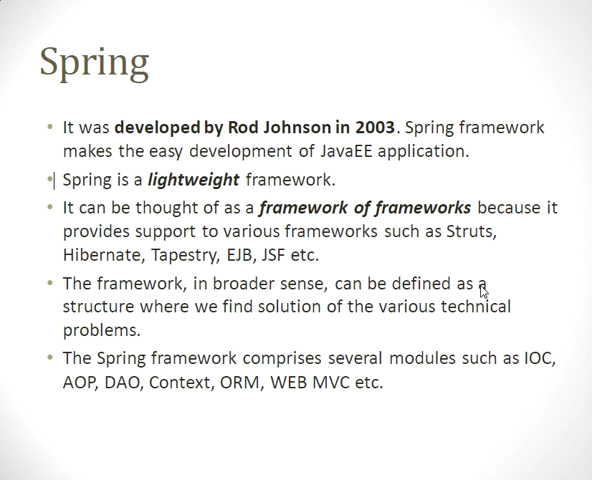 Spring
• It was developed by Rod Johnson in 2003. Spring framework
makes the easy development of JavaEE application.
• Spring is a lightweight framework.
• It can be thought of as a framework of frameworks because it
provides support to various frameworks such as Struts,
Hibernate, Tapestry, EJB, JSF etc.
• The framework, in broader sense, can be defined as a
structure where we find solution of the various technical
problems.
• The Spring framework comprises several modules such as IOC,
AOP, DAO, Context, ORM, WEB MVC etc.